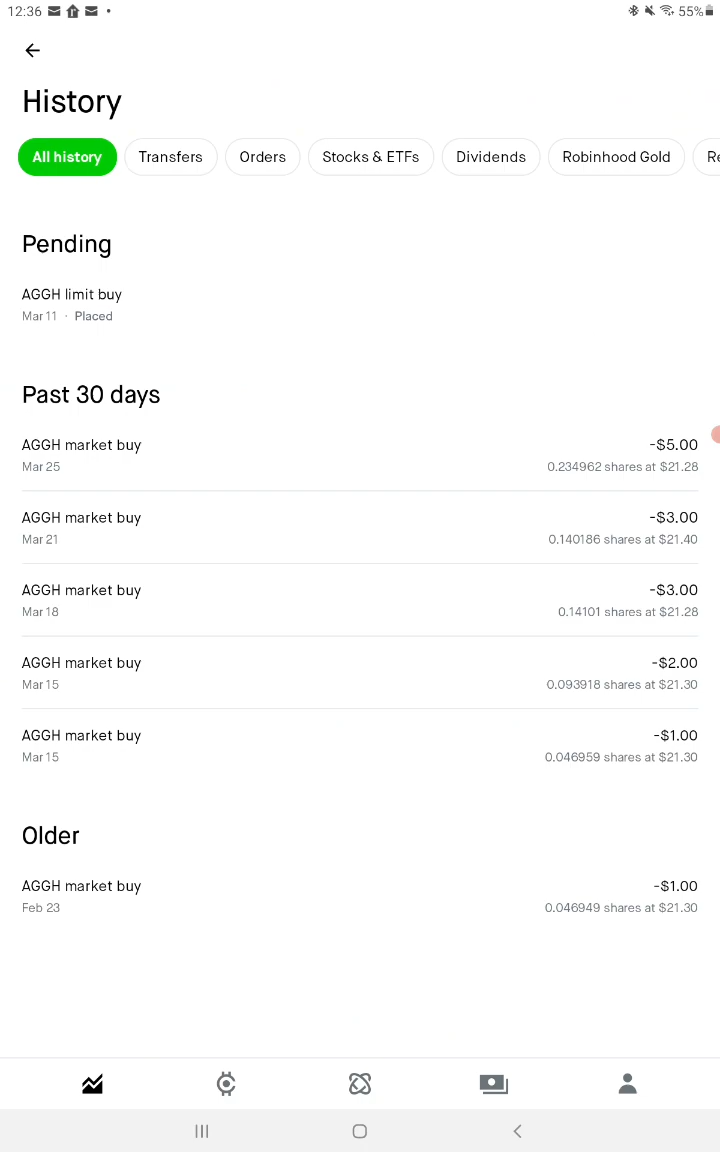 12:36 55%
History
All history Transfers Orders Stocks & ETFs Dividends Robinhood Gold Re
Pending
AGGH limit buy
Mar 11 · Placed
Past 30 days
AGGH market buy -$5.00
Mar 25 0.234962 shares at $21.28
AGGH market buy -$3.00
Mar 21 0.140186 shares at $21.40
AGGH market buy -$3.00
Mar 18 0.14101 shares at $21.28
AGGH market buy -$2.00
Mar 15 0.093918 shares at $21.30
AGGH market buy -$1.00
Mar 15 0.046959 shares at $21.30
Older
AGGH market buy -$1.00
Feb 23 0.046949 shares at $21.30